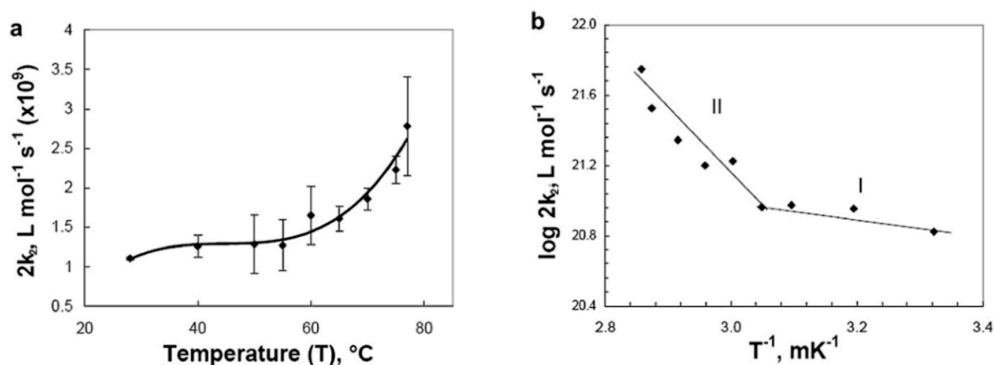 a
4
3.5
3
2.5
2
1.5
1
0.5
2k₂, L mol⁻¹ s⁻¹ (x10⁹)
20
40
60
80
Temperature (T), °C
b
22.0
21.6
21.2
20.8
20.4
log 2k₂, L mol⁻¹ s⁻¹
II
I
2.8
3.0
3.2
3.4
T⁻¹, mK⁻¹